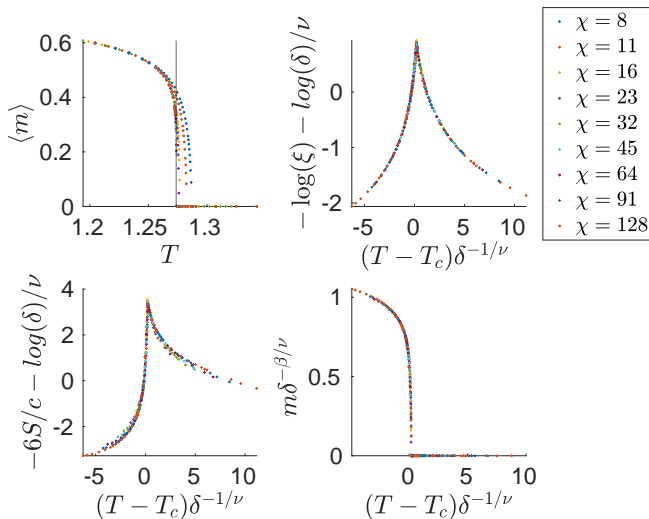 0.6
0.4
0.2
0
⟨m⟩
1.2
1.25
1.3
T
0
-1
-2
− log(ξ) − log(δ)/ν
-5
0
5
10
(T − T_c)δ^{−1/ν}
χ = 8
χ = 11
χ = 16
χ = 23
χ = 32
χ = 45
χ = 64
χ = 91
χ = 128
4
2
0
-2
−6S/c − log(δ)/ν
-5
0
5
10
(T − T_c)δ^{−1/ν}
1
0.5
0
mδ^{−β/ν}
0
5
10
(T − T_c)δ^{−1/ν}